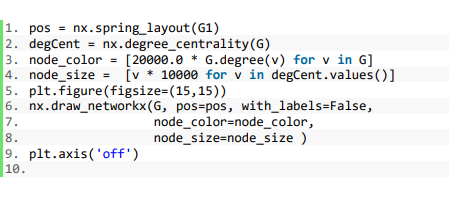 1. pos = nx.spring_layout(G1)
2. degCent = nx.degree_centrality(G)
3. node_color = [20000.0 * G.degree(v) for v in G]
4. node_size =  [v * 10000 for v in degCent.values()]
5. plt.figure(figsize=(15,15))
6. nx.draw_networkx(G, pos=pos, with_labels=False,
7.                  node_color=node_color,
8.                  node_size=node_size )
9. plt.axis('off')
10.